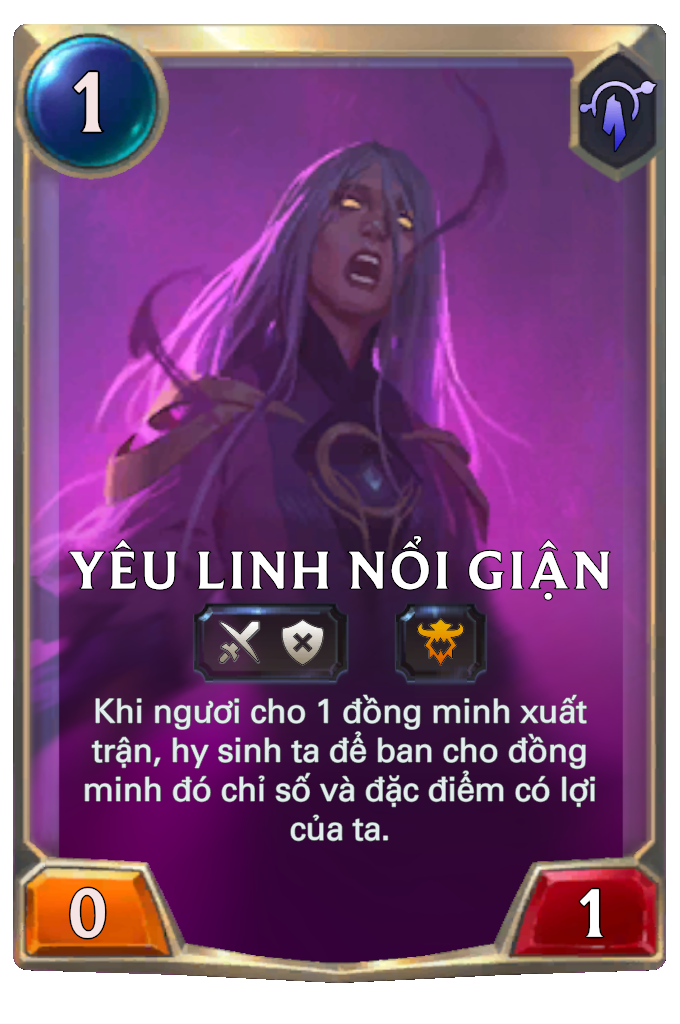 1
YÊU LINH NỔI GIẬN
Khi ngươi cho 1 đồng minh xuất
trận, hy sinh ta để ban cho đồng
minh đó chỉ số và đặc điểm có lợi
của ta.
0
1